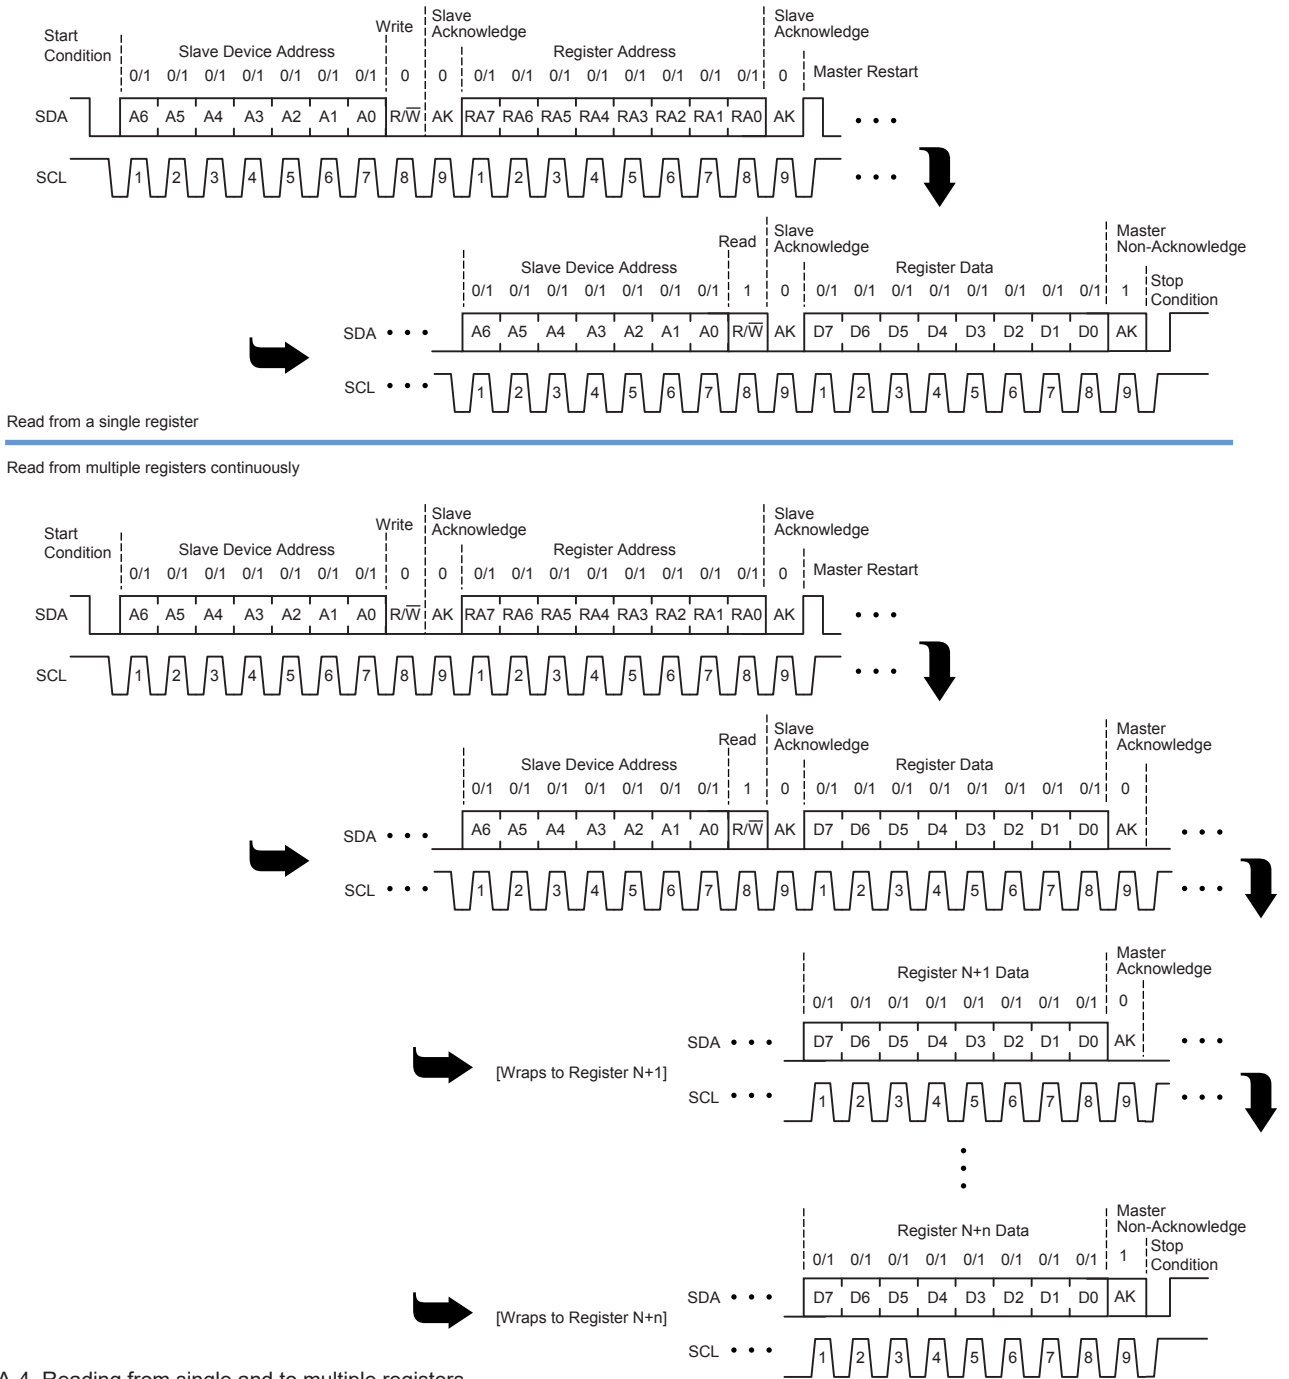 Start
Condition
Slave Device Address
Write
Slave
Acknowledge
Register Address
Slave
Acknowledge
Master Restart
0/1 0/1 0/1 0/1 0/1 0/1 0/1 0 0 0/1 0/1 0/1 0/1 0/1 0/1 0/1 0/1 0
SDA A6 A5 A4 A3 A2 A1 A0 R/W AK RA7 RA6 RA5 RA4 RA3 RA2 RA1 RA0 AK • • •
SCL 1 2 3 4 5 6 7 8 9 1 2 3 4 5 6 7 8 9 • • •
Slave Device Address
Read
Slave
Acknowledge
Register Data
Master
Non-Acknowledge
Stop
Condition
0/1 0/1 0/1 0/1 0/1 0/1 0/1 1 0 0/1 0/1 0/1 0/1 0/1 0/1 0/1 0/1 1
SDA • • • A6 A5 A4 A3 A2 A1 A0 R/W AK D7 D6 D5 D4 D3 D2 D1 D0 AK
SCL • • • 1 2 3 4 5 6 7 8 9 1 2 3 4 5 6 7 8 9
Read from a single register
Read from multiple registers continuously
Start
Condition
Slave Device Address
Write
Slave
Acknowledge
Register Address
Slave
Acknowledge
Master Restart
0/1 0/1 0/1 0/1 0/1 0/1 0/1 0 0 0/1 0/1 0/1 0/1 0/1 0/1 0/1 0/1 0
SDA A6 A5 A4 A3 A2 A1 A0 R/W AK RA7 RA6 RA5 RA4 RA3 RA2 RA1 RA0 AK • • •
SCL 1 2 3 4 5 6 7 8 9 1 2 3 4 5 6 7 8 9 • • •
Slave Device Address
Read
Slave
Acknowledge
Register Data
Master
Acknowledge
0/1 0/1 0/1 0/1 0/1 0/1 0/1 1 0 0/1 0/1 0/1 0/1 0/1 0/1 0/1 0/1 0
SDA • • • A6 A5 A4 A3 A2 A1 A0 R/W AK D7 D6 D5 D4 D3 D2 D1 D0 AK • • •
SCL • • • 1 2 3 4 5 6 7 8 9 1 2 3 4 5 6 7 8 9 • • •
Register N+1 Data
Master
Acknowledge
0/1 0/1 0/1 0/1 0/1 0/1 0/1 0/1 0
SDA • • • D7 D6 D5 D4 D3 D2 D1 D0 AK • • •
[Wraps to Register N+1]
SCL • • • 1 2 3 4 5 6 7 8 9 • • •
Register N+n Data
Master
Non-Acknowledge
Stop
Condition
0/1 0/1 0/1 0/1 0/1 0/1 0/1 0/1 1
SDA • • • D7 D6 D5 D4 D3 D2 D1 D0 AK
[Wraps to Register N+n]
SCL • • • 1 2 3 4 5 6 7 8 9
A-4. Reading from single and to multiple registers